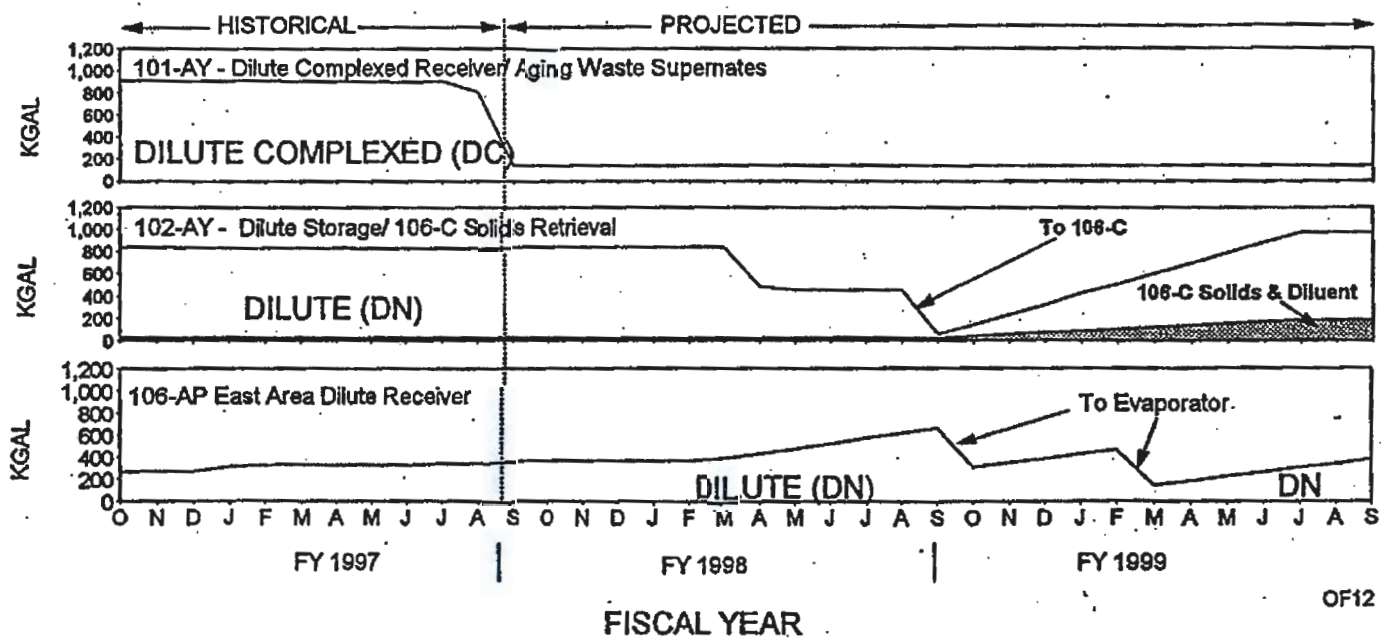 HISTORICAL PROJECTED
1,200
1,000
800
600
400
200
0
KGAL
101-AY - Dilute Complexed Receiver/ Aging Waste Supernates
DILUTE COMPLEXED (DC)
1,200
1,000
800
600
400
200
0
KGAL
102-AY - Dilute Storage/ 106-C Solids Retrieval
To 106-C
106-C Solids & Diluent
DILUTE (DN)
1,200
1,000
800
600
400
200
0
KGAL
106-AP East Area Dilute Receiver
To Evaporator
DILUTE (DN) DN
O N D J F M A M J J A S O N D J F M A M J J A S O N D J F M A M J J A S
FY 1997 FY 1998 FY 1999
OF12
FISCAL YEAR